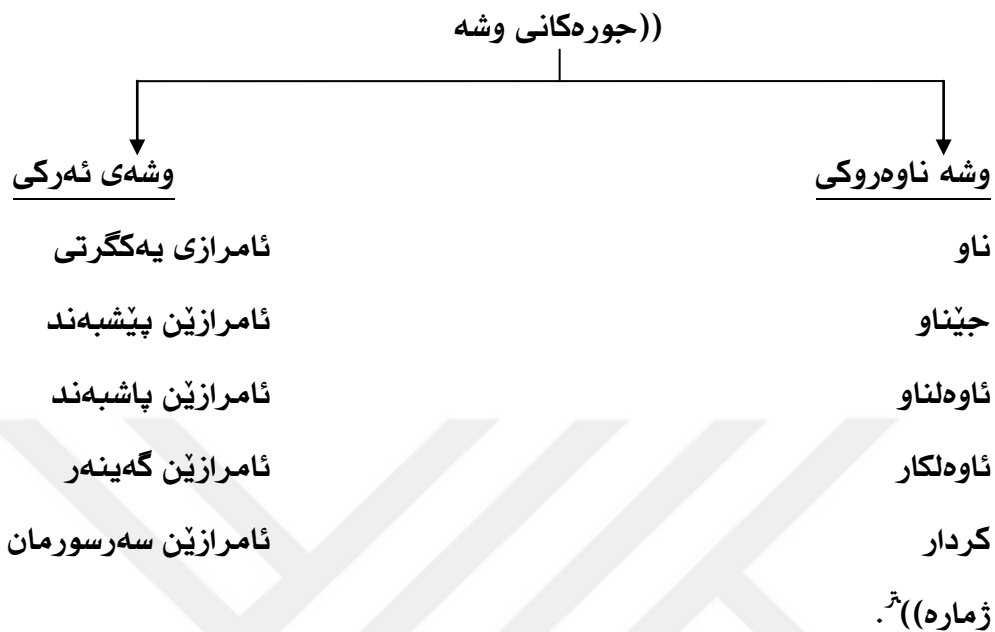 ((جورەکانی وشە
وشە ناوەروکی
وشەی ئەرکی
ناو
ئامرازی یەکگرتی
جێناو
ئامرازێن پێشبەند
ئاوەلناو
ئامرازێن پاشبەند
ئاوەلکار
ئامرازێن گەینەر
کردار
ئامرازێن سەرسورمان
ژمارە)).